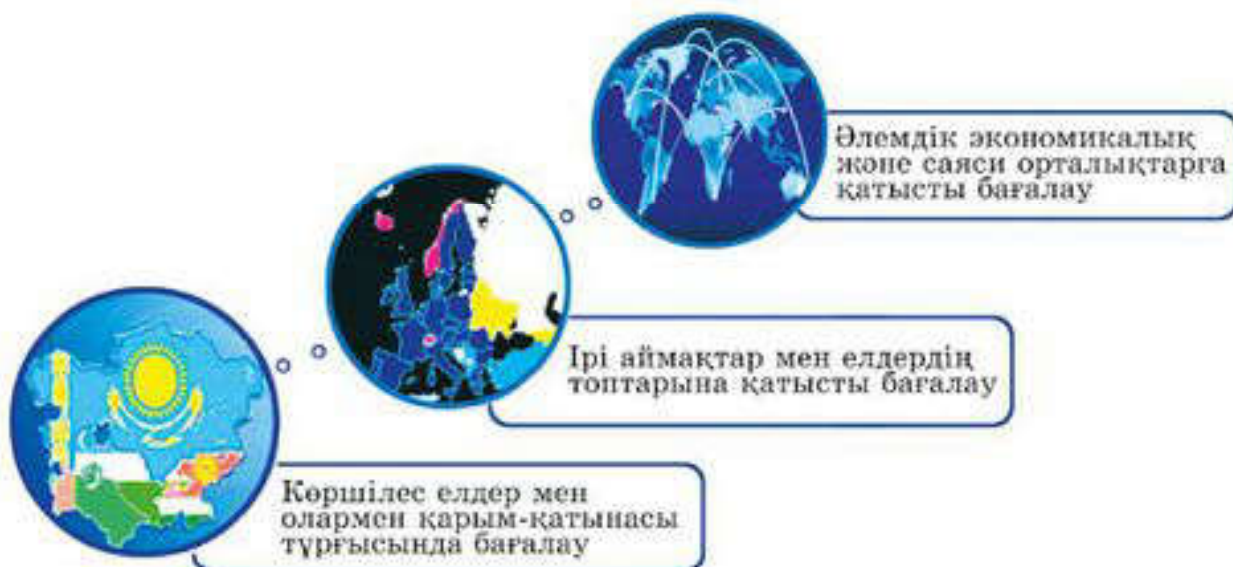 Әлемдік экономикалық
және саяси орталықтарға
қатысты бағалау
Ірі аймақтар мен елдердің
топтарына қатысты бағалау
Көршілес елдер мен
олармен қарым-қатынасы
тұрғысында бағалау